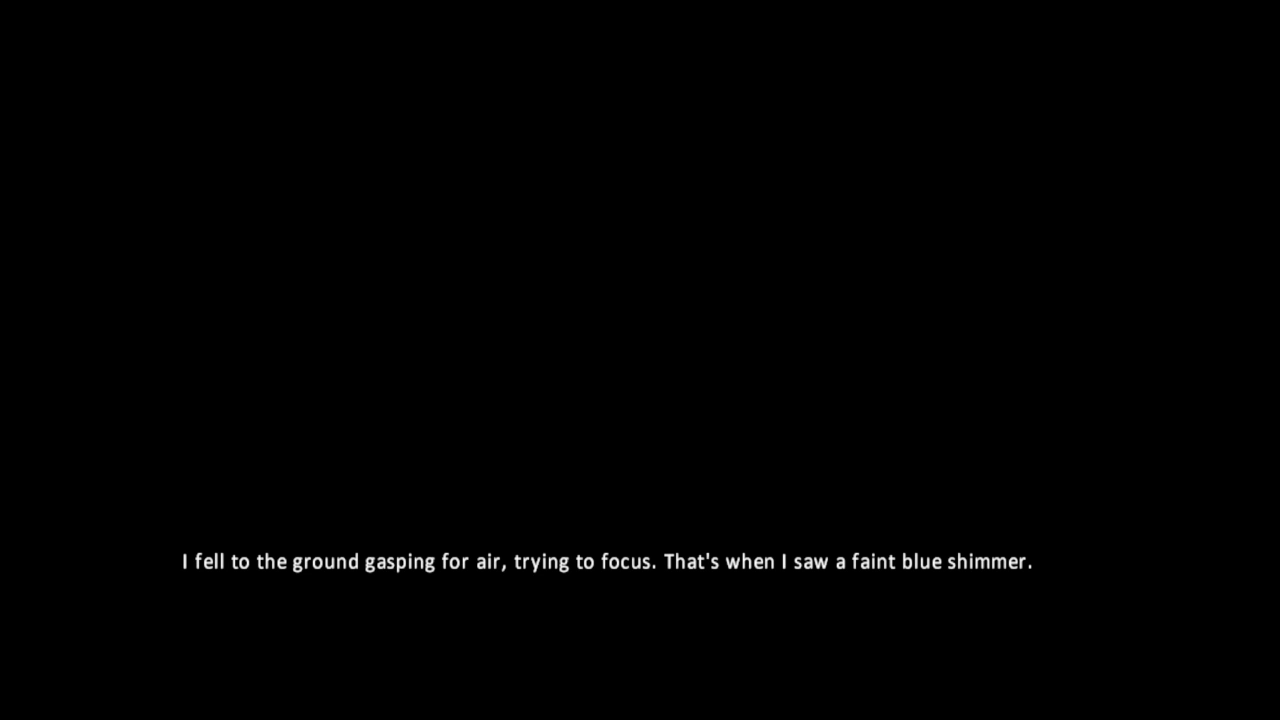 I fell to the ground gasping for air, trying to focus. That's when I saw a faint blue shimmer.